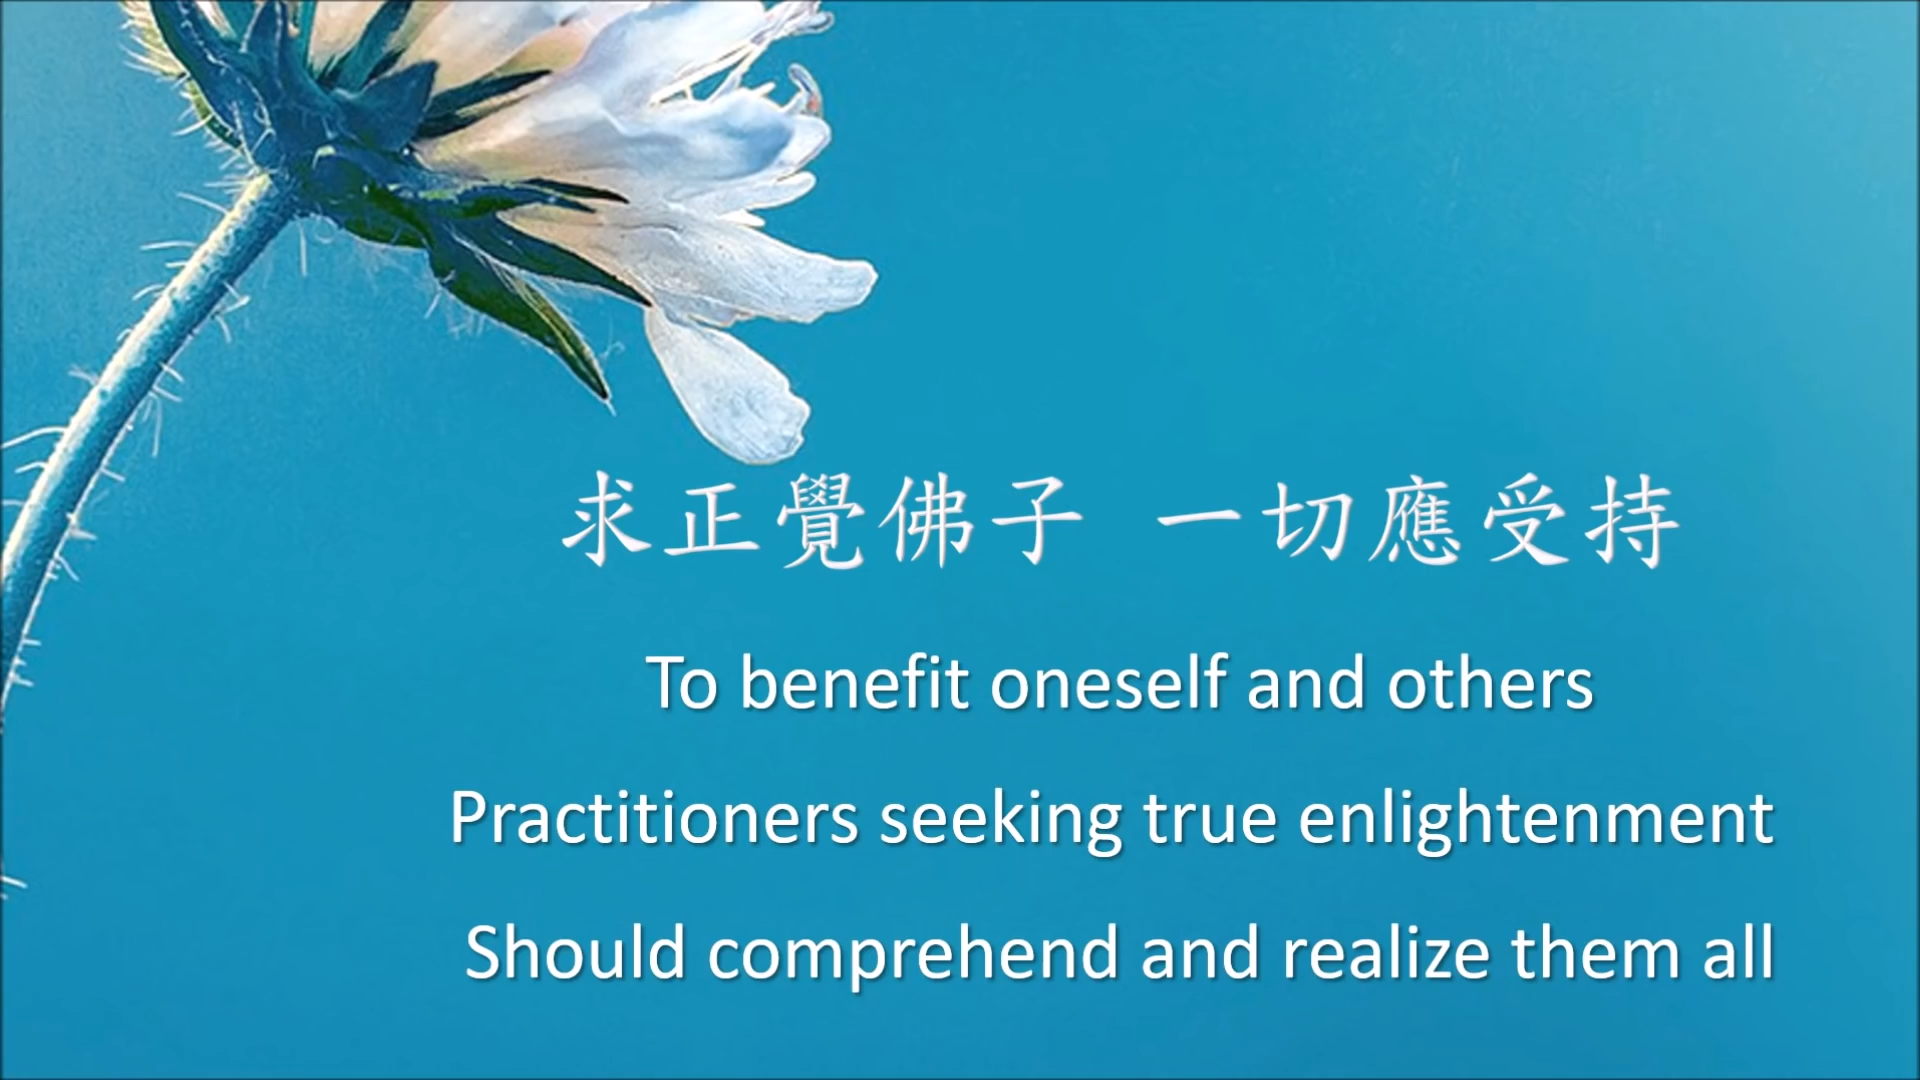 求正覺佛子 一切應受持
To benefit oneself and others
Practitioners seeking true enlightenment
Should comprehend and realize them all